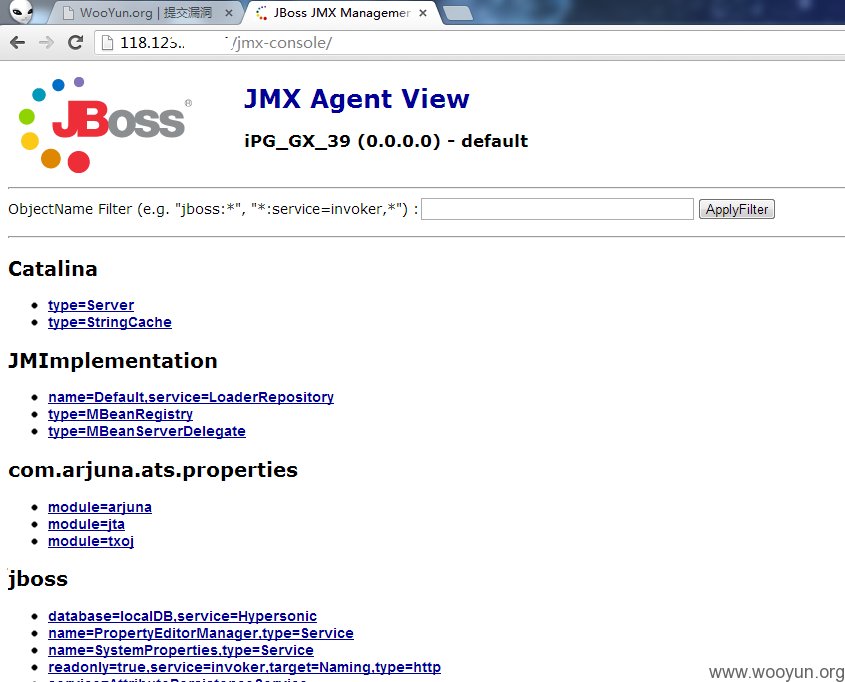 WooYun.org | 提交漏洞
JBoss JMX Managemen
118.123. /jmx-console/
JBoss®
JMX Agent View
iPG_GX_39 (0.0.0.0) - default
ObjectName Filter (e.g. "jboss:*", "*:service=invoker,*") :
ApplyFilter
Catalina
type=Server
type=StringCache
JMImplementation
name=Default,service=LoaderRepository
type=MBeanRegistry
type=MBeanServerDelegate
com.arjuna.ats.properties
module=arjuna
module=jta
module=txoj
jboss
database=localDB,service=Hypersonic
name=PropertyEditorManager,type=Service
name=SystemProperties,type=Service
readonly=true,service=invoker,target=Naming,type=http
service=AttributePersistenceService
www.wooyun.org